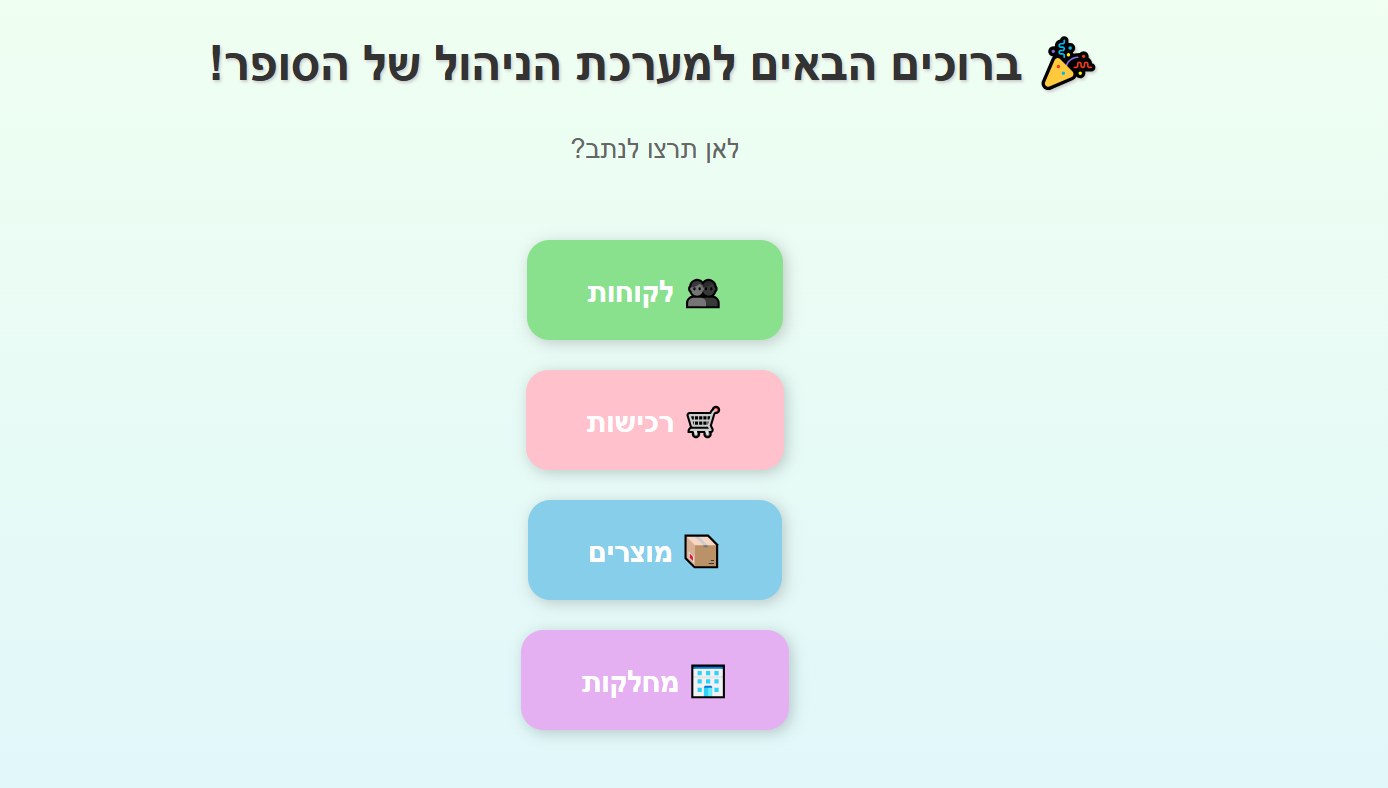 🎉 ברוכים הבאים למערכת הניהול של הסופר!
לאן תרצו לנתב?
👥 לקוחות
🛒 רכישות
📦 מוצרים
🏢 מחלקות